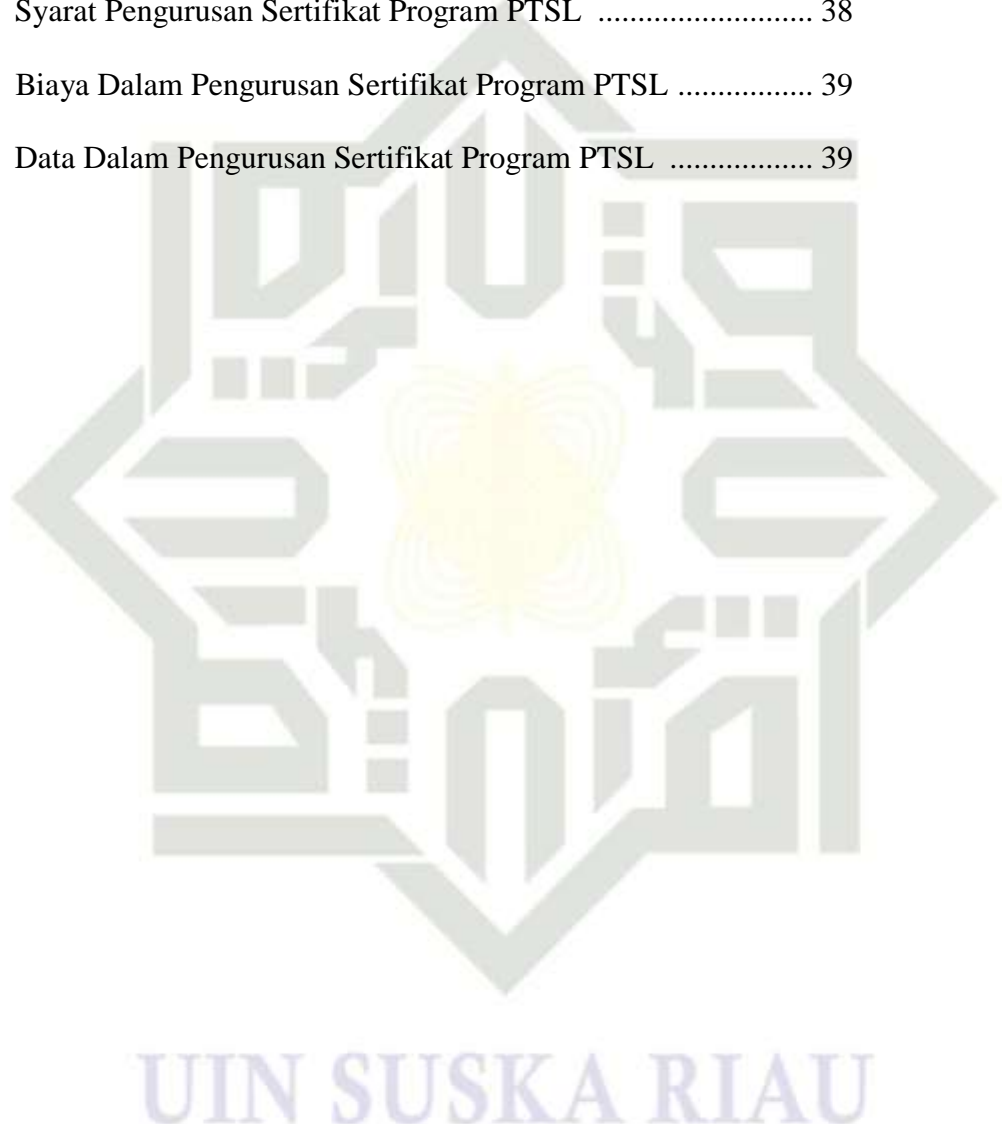 Syarat Pengurusan Sertifikat Program PTSL ........................ 38
Biaya Dalam Pengurusan Sertifikat Program PTSL ................ 39
Data Dalam Pengurusan Sertifikat Program PTSL .................. 39
UIN SUSKA RIAU